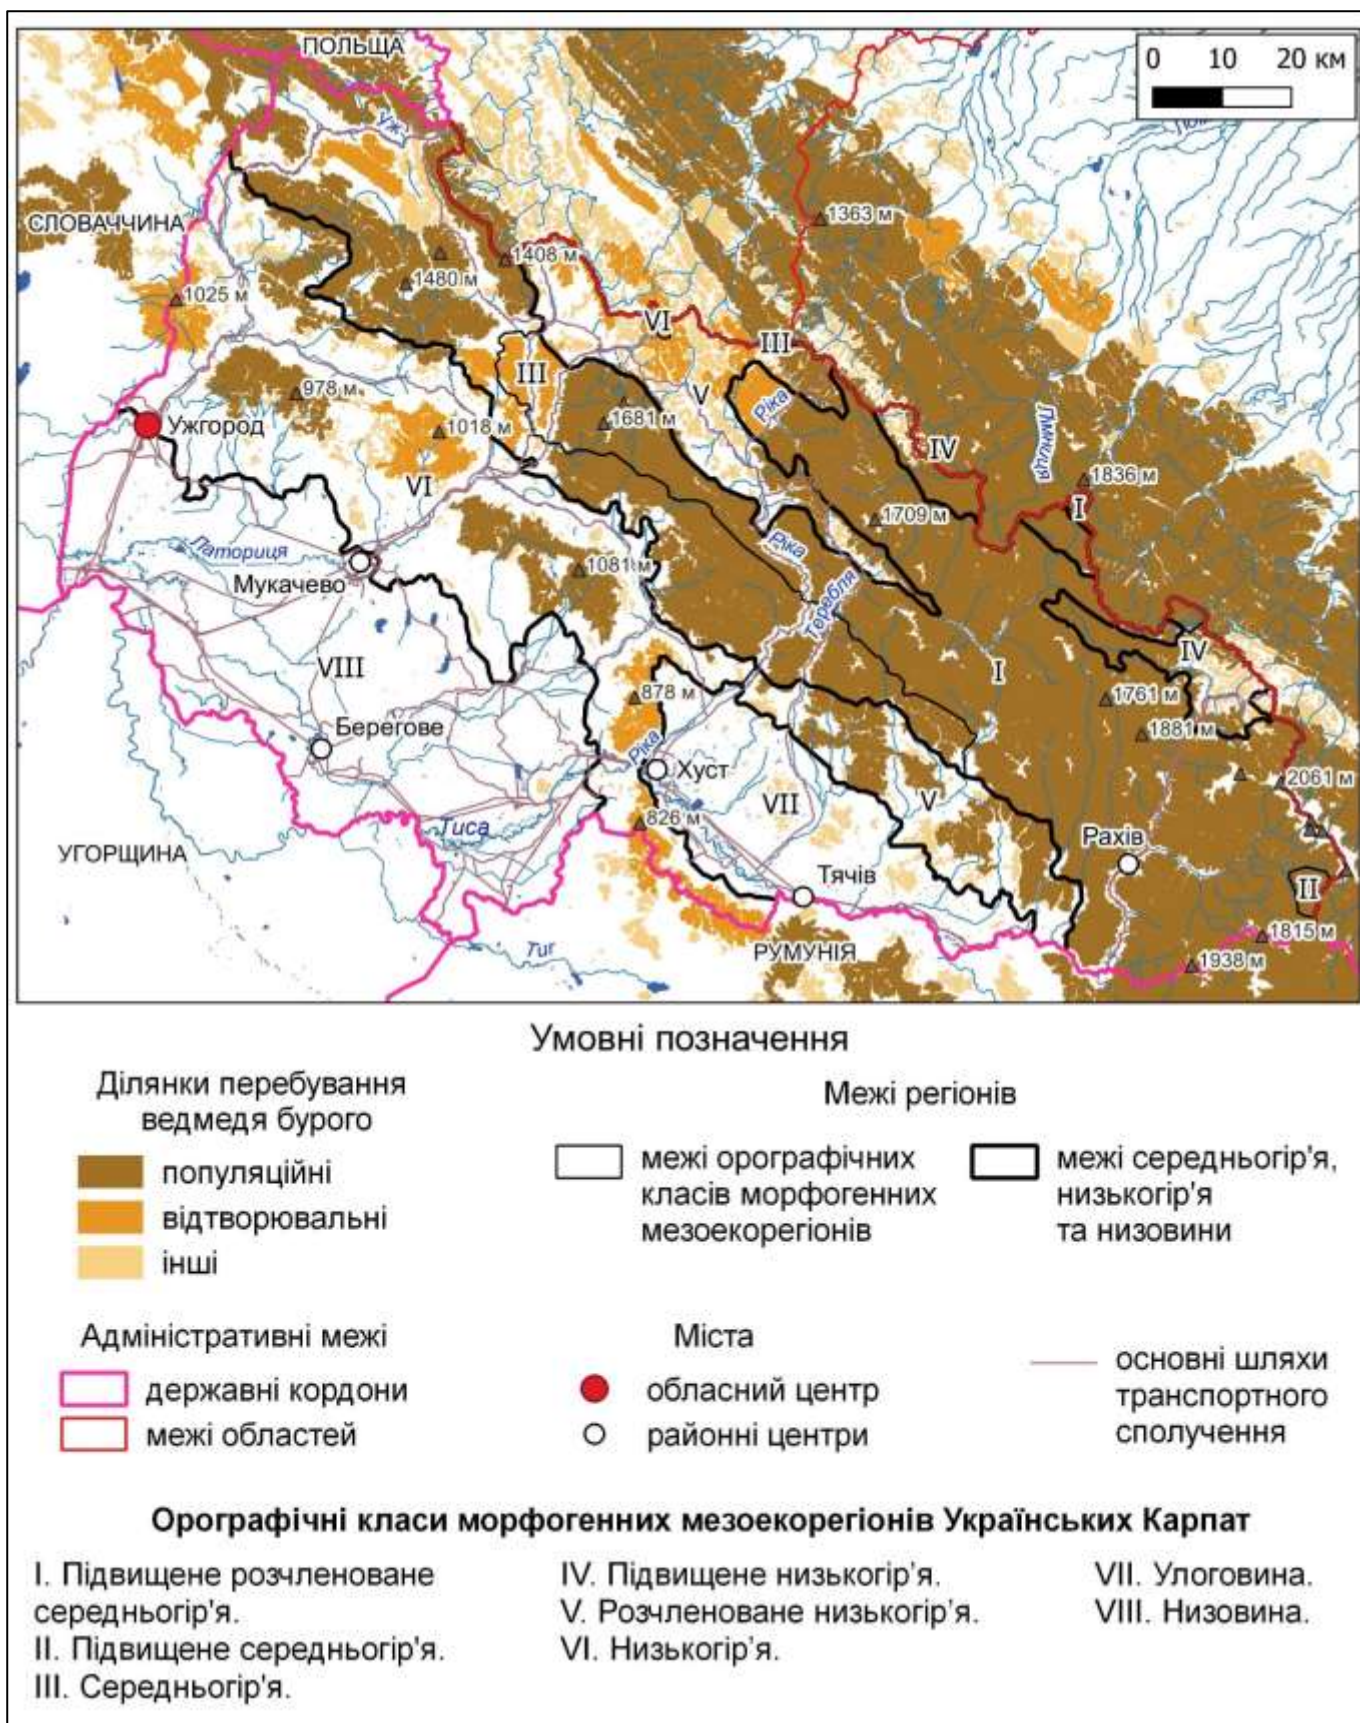 ПОЛЬЩА
0 10 20 км
Уж
СЛОВАЧЧИНА
1363 м
1408 м
1480 м
1025 м
VI
III
III
978 м
V
Ріка
Ужгород
1018 м
1681 м
IV
Лімниця
VI
1836 м
I
1709 м
Латориця
Ріка
Мукачево
1081 м
Теребля
VIII
I
IV
878 м
1761 м
Берегове
1881 м
Ріка
Хуст
2061 м
VII
V
Тиса
826 м
УГОРЩИНА
Рахів
Тячів
II
Tur
РУМУНІЯ
1815 м
1938 м
Умовні позначення
Ділянки перебування
ведмедя бурого
популяційні
відтворювальні
інші
Межі регіонів
межі орографічних
класів морфогенних
мезоекорегіонів
межі середньогір'я,
низькогір'я
та низовини
Адміністративні межі
державні кордони
межі областей
Міста
обласний центр
районні центри
основні шляхи
транспортного
сполучення
Орографічні класи морфогенних мезоекорегіонів Українських Карпат
I. Підвищене розчленоване
середньогір'я.
II. Підвищене середньогір'я.
III. Середньогір'я.
IV. Підвищене низькогір'я.
V. Розчленоване низькогір'я.
VI. Низькогір'я.
VII. Улоговина.
VIII. Низовина.